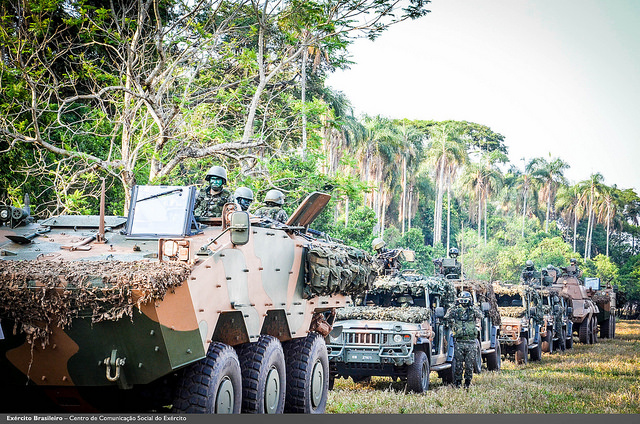 Exército Brasileiro – Centro de Comunicação Social do Exército